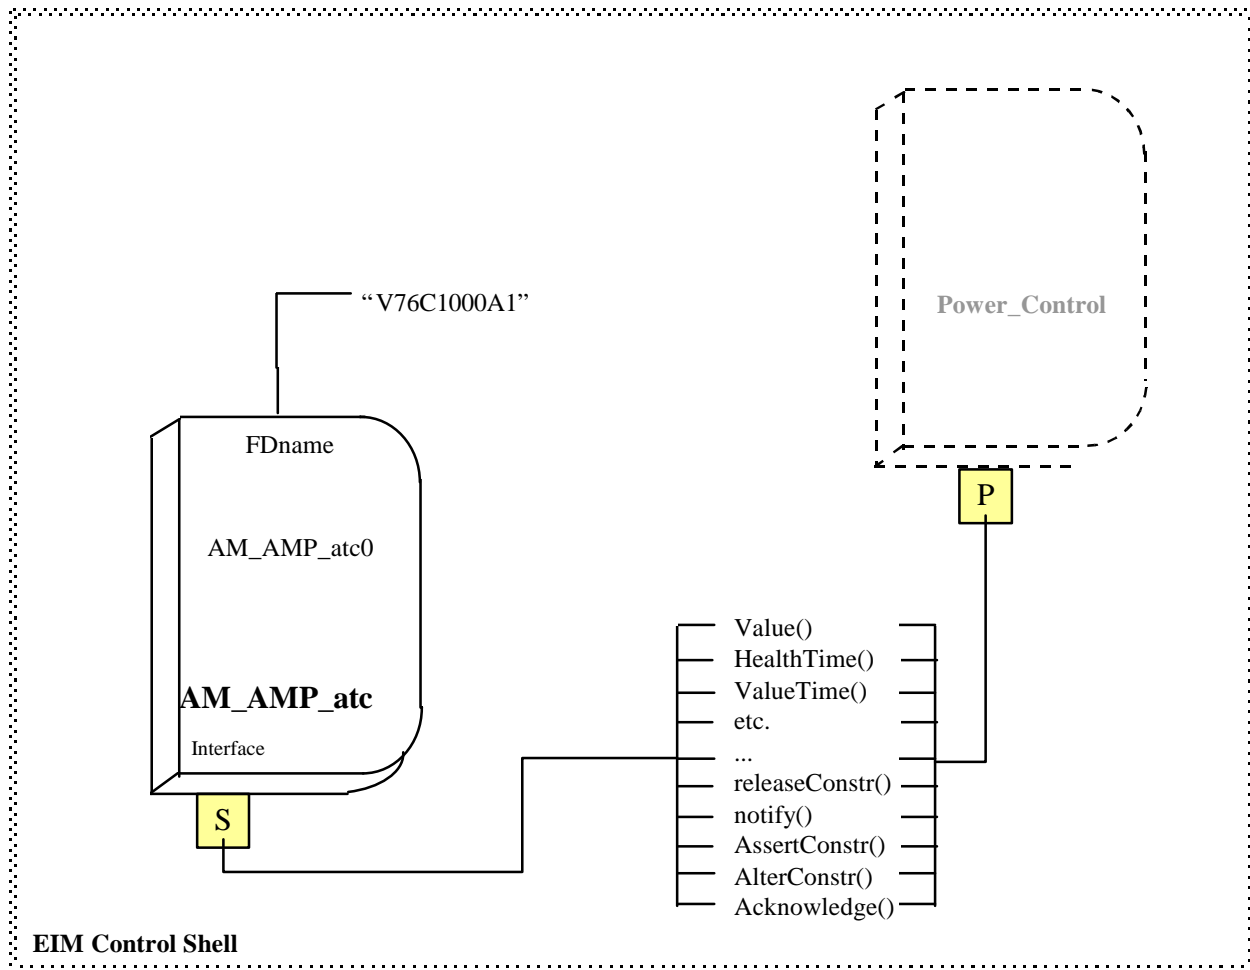 “V76C1000A1”
Power_Control
FDname
P
AM_AMP_atc0
Value()
HealthTime()
ValueTime()
AM_AMP_atc
etc.
Interface
...
releaseConstr()
notify()
S
AssertConstr()
AlterConstr()
Acknowledge()
EIM Control Shell